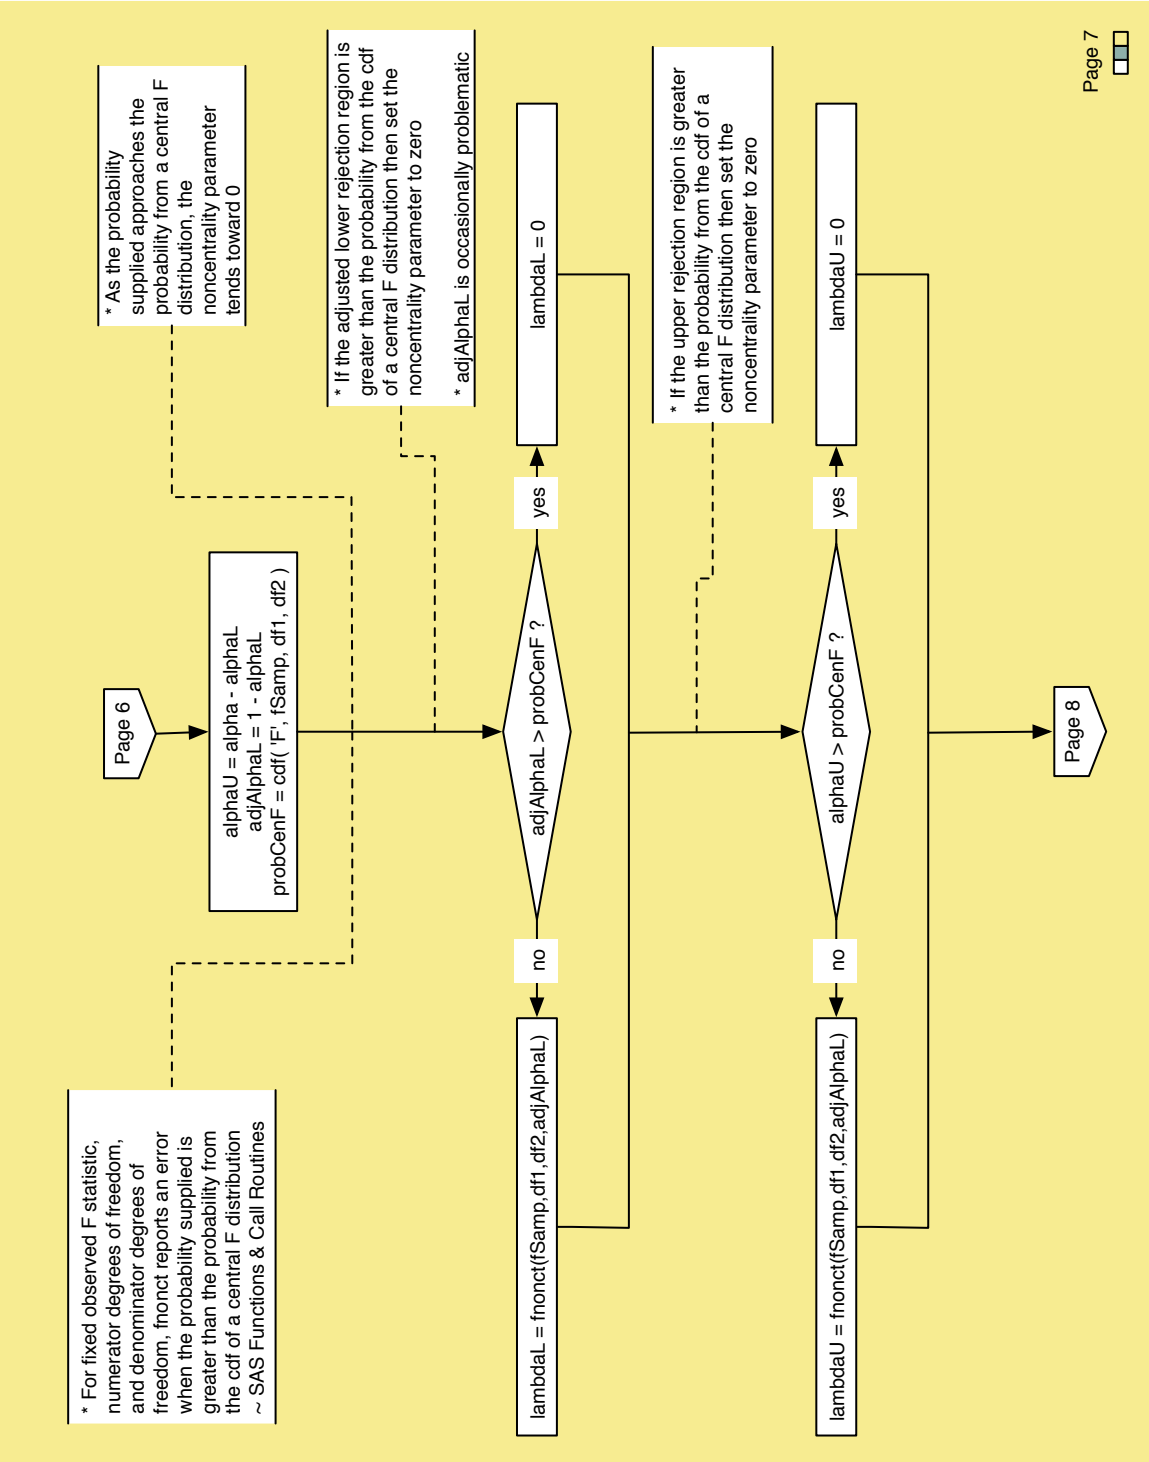 Page 6
* For fixed observed F statistic,
numerator degrees of freedom,
and denominator degrees of
freedom, fnonct reports an error
when the probability supplied is
greater than the probability from
the cdf of a central F distribution
~ SAS Functions & Call Routines
alphaU = alpha - alphaL
adjAlphaL = 1 - alphaL
probCenF = cdf( 'F', fSamp, df1, df2 )
* As the probability
supplied approaches the
probability from a central F
distribution, the
noncentrality parameter
tends toward 0
* If the adjusted lower rejection region is
greater than the probability from the cdf
of a central F distribution then set the
noncentrality parameter to zero
* adjAlphaL is occasionally problematic
lambdaL = fnonct(fSamp,df1,df2,adjAlphaL)
no
adjAlphaL > probCenF ?
yes
lambdaL = 0
* If the upper rejection region is greater
than the probability from the cdf of a
central F distribution then set the
noncentrality parameter to zero
lambdaU = fnonct(fSamp,df1,df2,adjAlphaL)
no
alphaU > probCenF ?
yes
lambdaU = 0
Page 8
Page 7